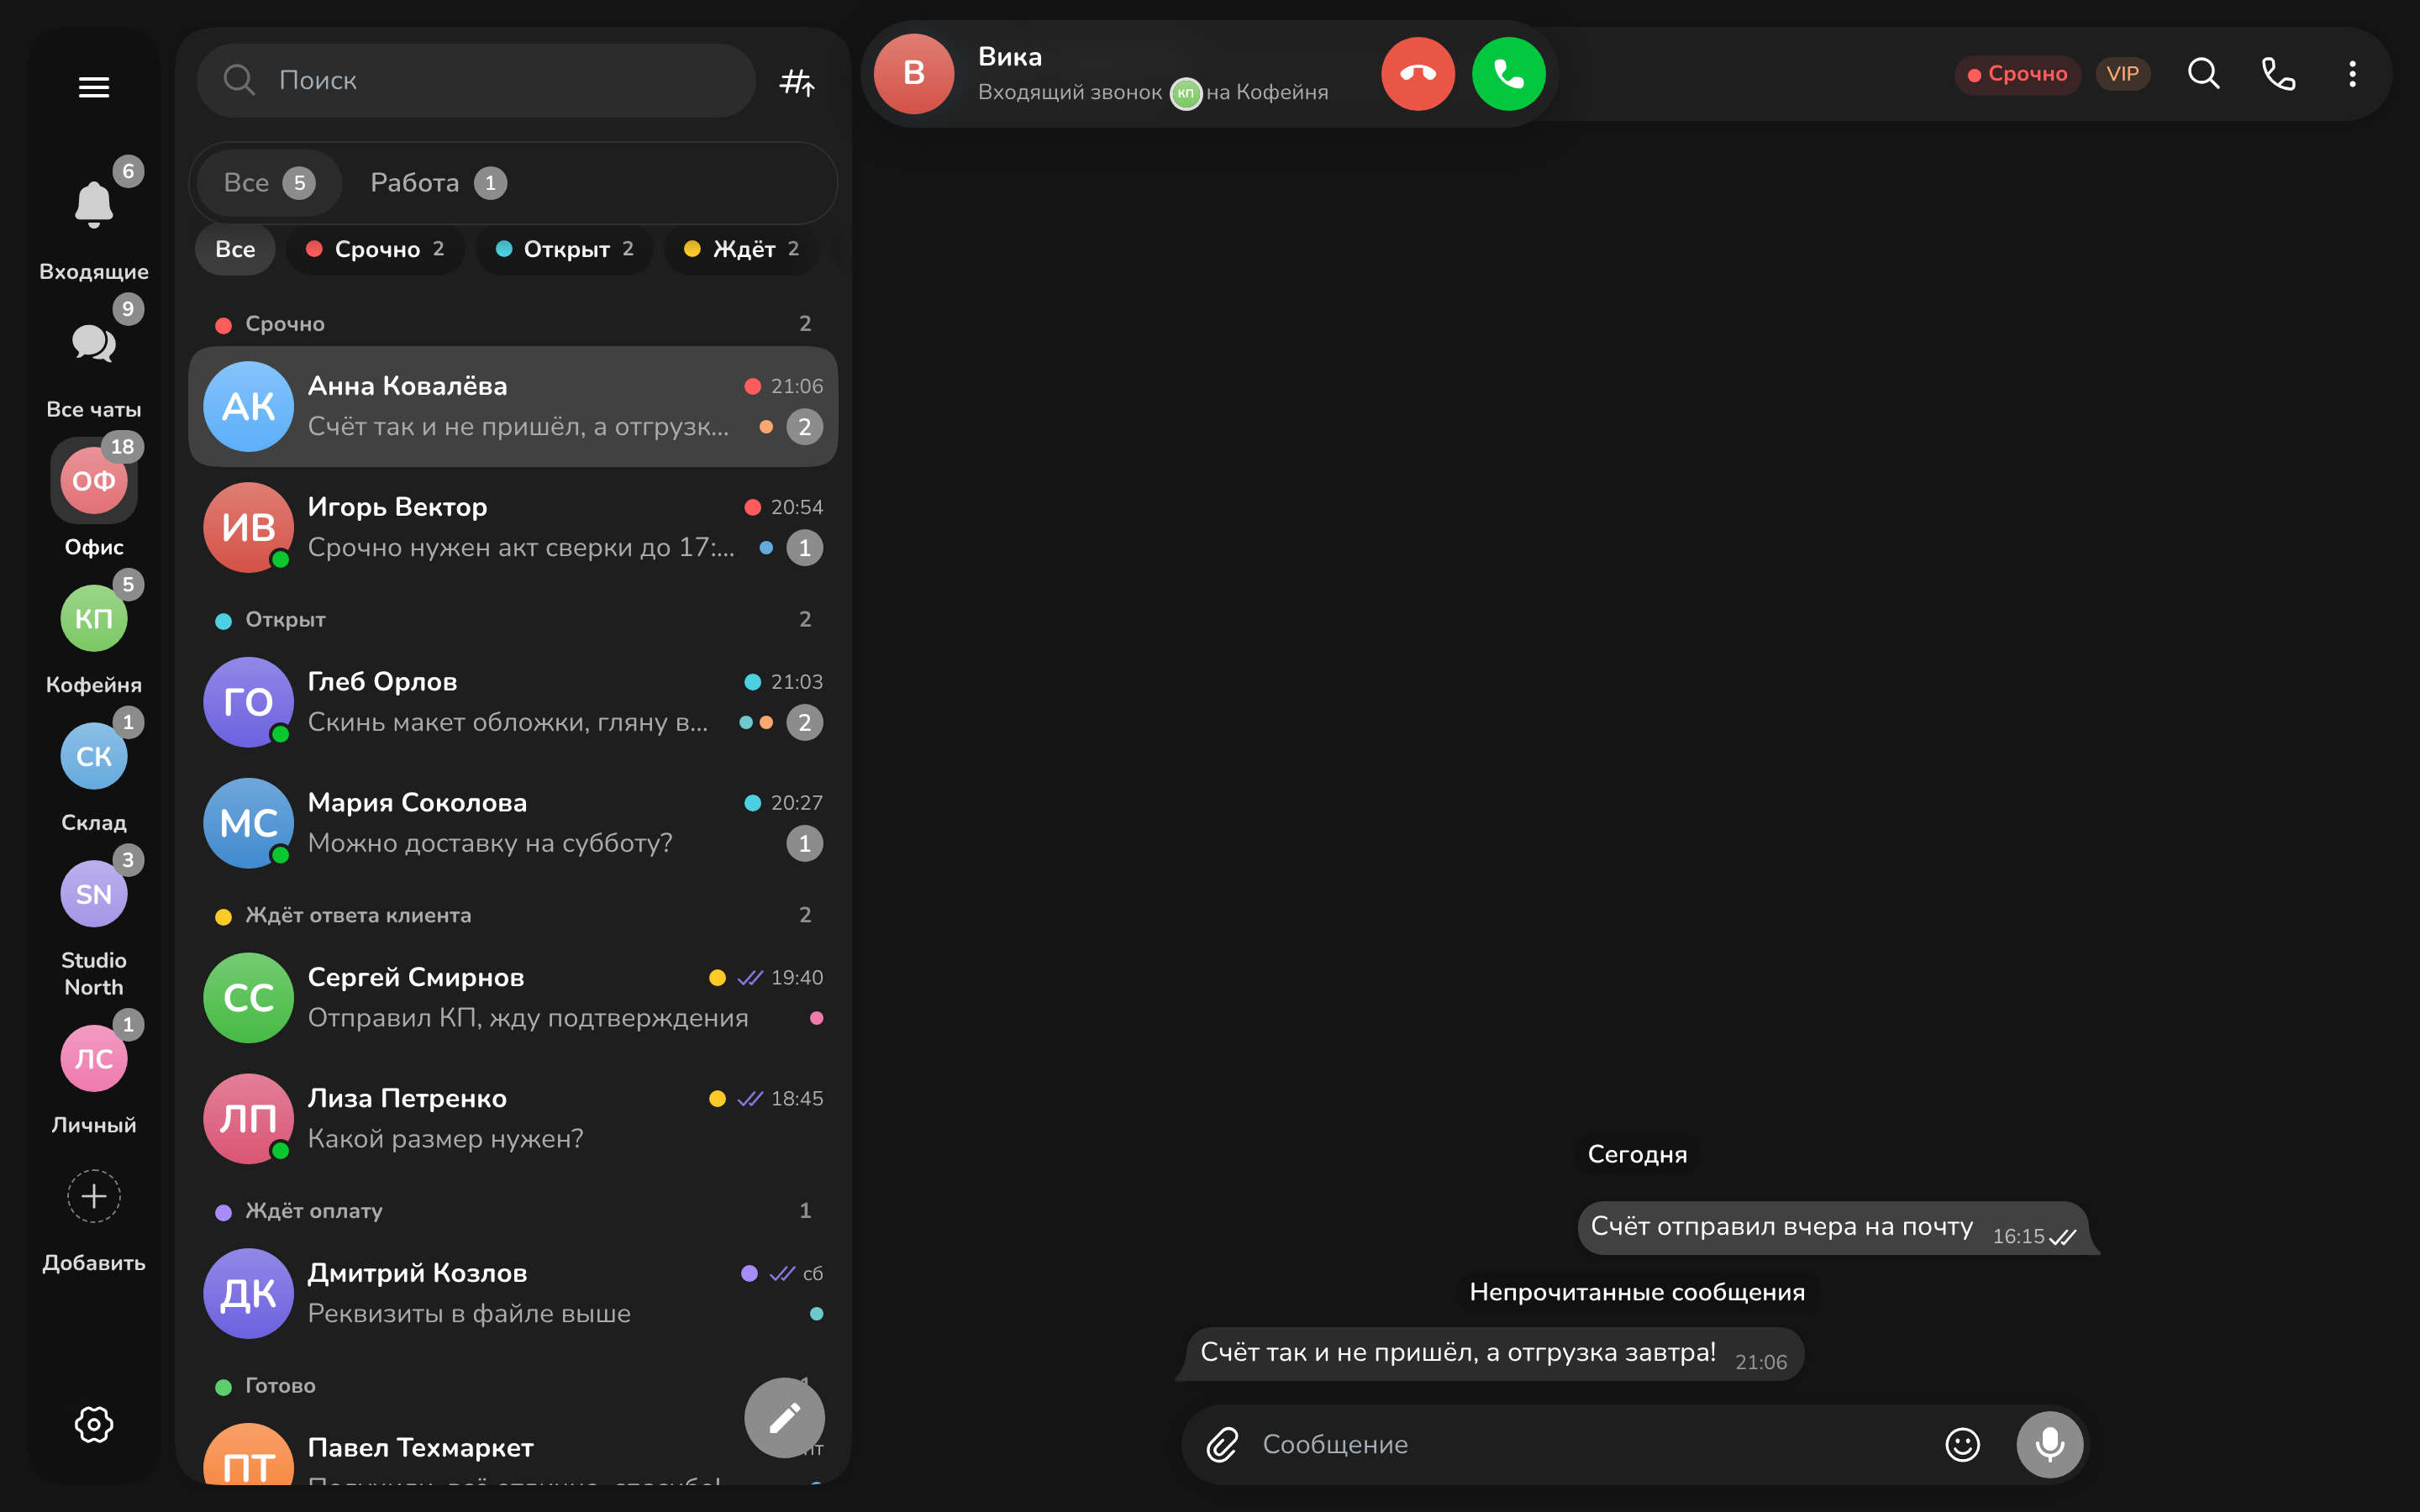 6
Входящие
9
Все чаты
18
ОФ
Офис
5
КП
Кофейня
1
СК
Склад
3
SN
Studio
North
1
ЛС
Личный
Добавить
Поиск
Все 5 Работа 1
Все Срочно 2 Открыт 2 Ждёт 2
Срочно 2
АК
Анна Ковалёва 21:06
Счёт так и не пришёл, а отгрузк... 2
ИВ
Игорь Вектор 20:54
Срочно нужен акт сверки до 17:... 1
Открыт 2
ГО
Глеб Орлов 21:03
Скинь макет обложки, гляну в... 2
МС
Мария Соколова 20:27
Можно доставку на субботу? 1
Ждёт ответа клиента 2
СС
Сергей Смирнов 19:40
Отправил КП, жду подтверждения
ЛП
Лиза Петренко 18:45
Какой размер нужен?
Ждёт оплату 1
ДК
Дмитрий Козлов сб
Реквизиты в файле выше
Готово
ПТ
Павел Техмаркет
В
Вика
Входящий звонок КП на Кофейня
Срочно VIP
Сегодня
Счёт отправил вчера на почту 16:15
Непрочитанные сообщения
Счёт так и не пришёл, а отгрузка завтра! 21:06
Сообщение